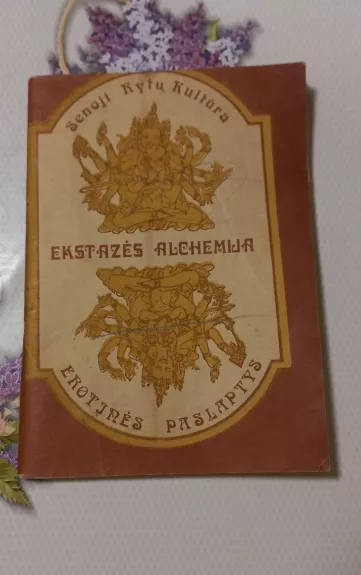 Senoji Rytų Kultūra
EKSTAZĖS ALCHEMIJA
EROTINĖS PASLAPTYS